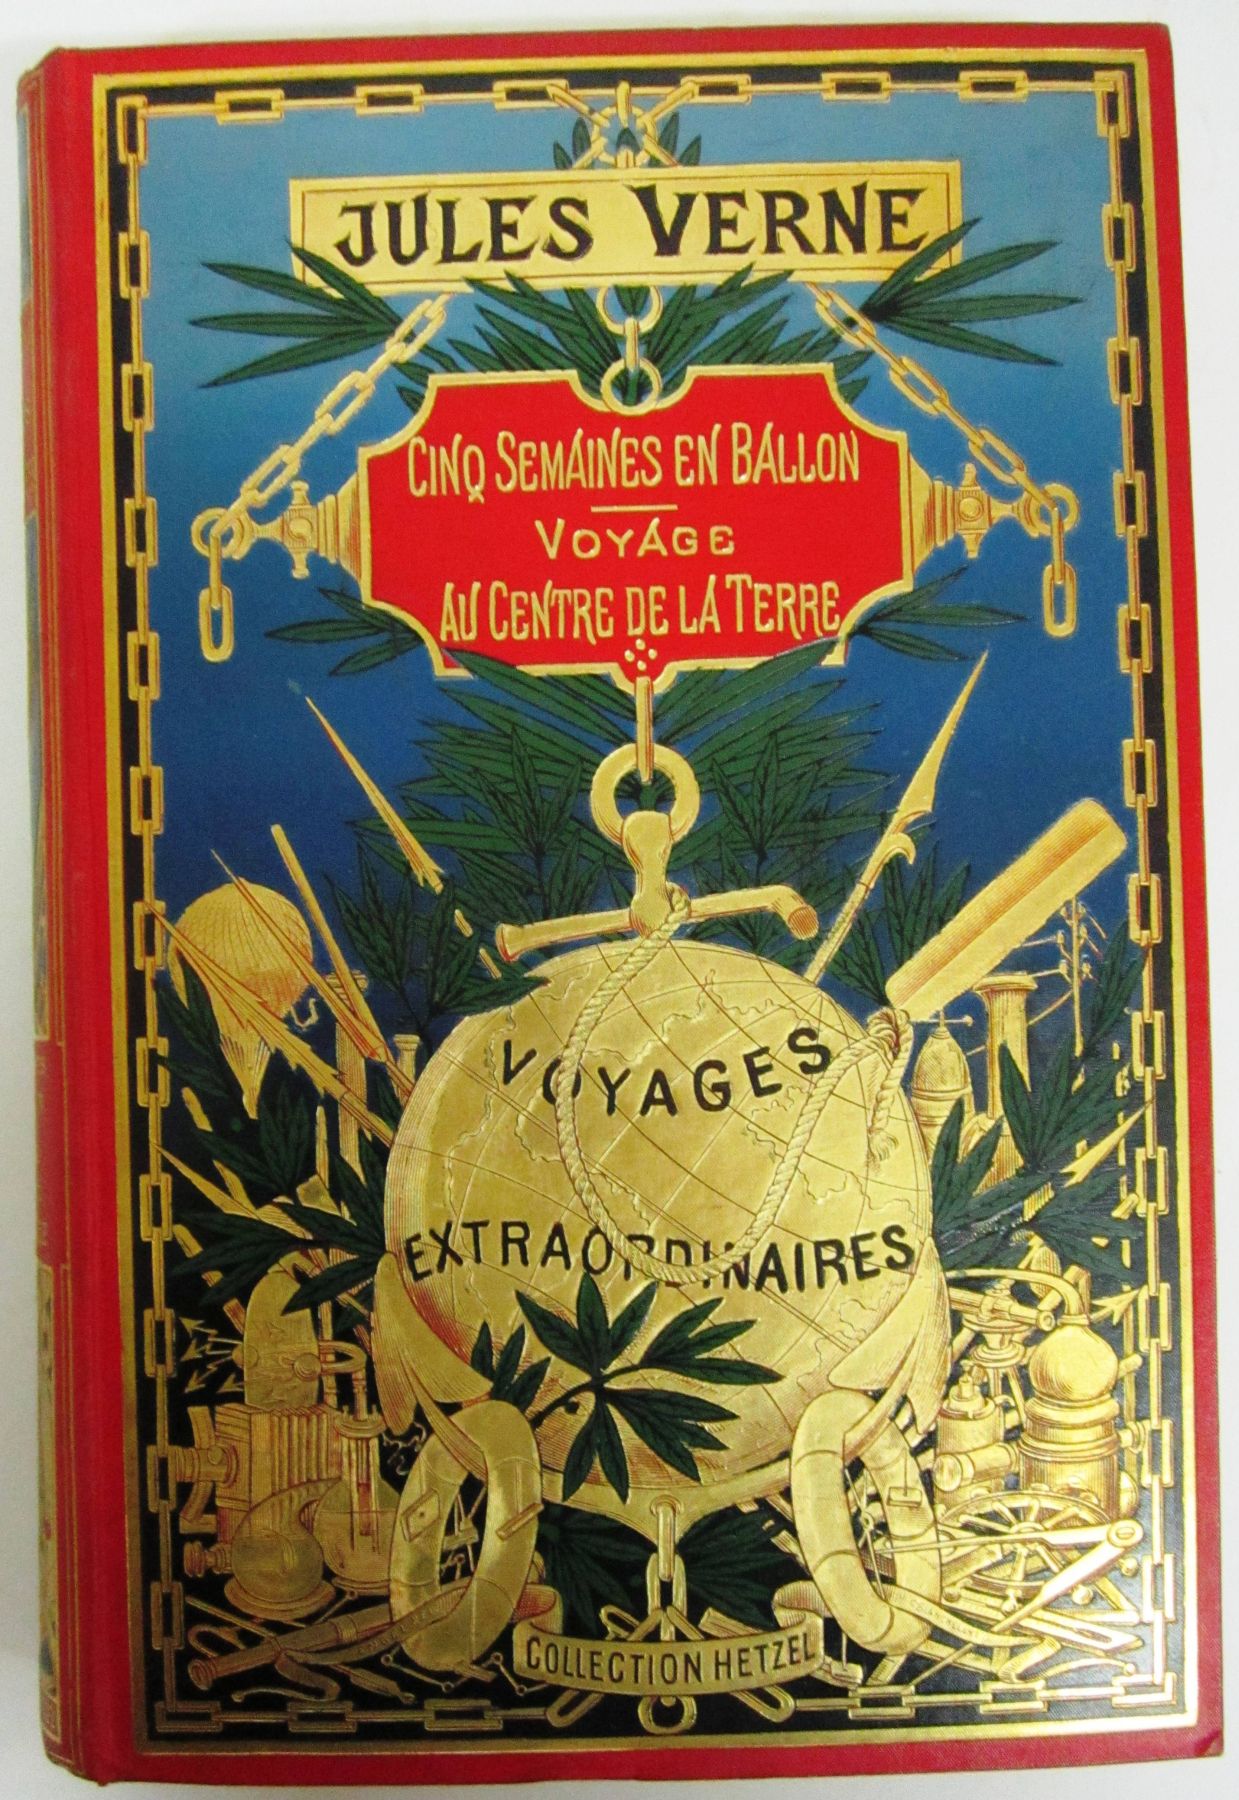 JULES VERNE
CINQ SEMAINES EN BALLON
VOYAGE
AU CENTRE DE LA TERRE
VOYAGES
EXTRAORDINAIRES
COLLECTION HETZEL